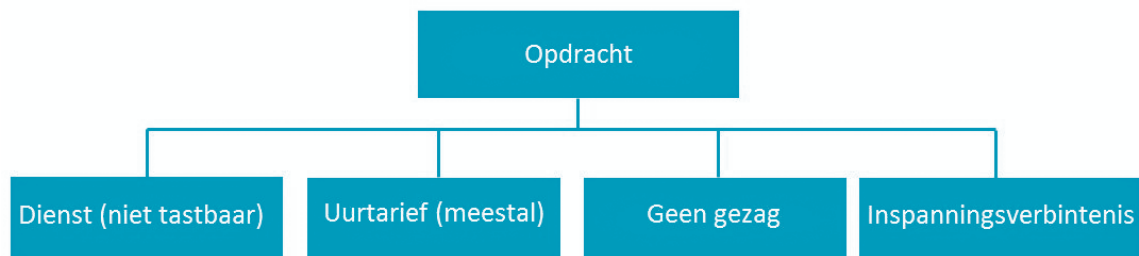 Opdracht
Dienst (niet tastbaar)
Uurtarief (meestal)
Geen gezag
Inspanningsverbintenis